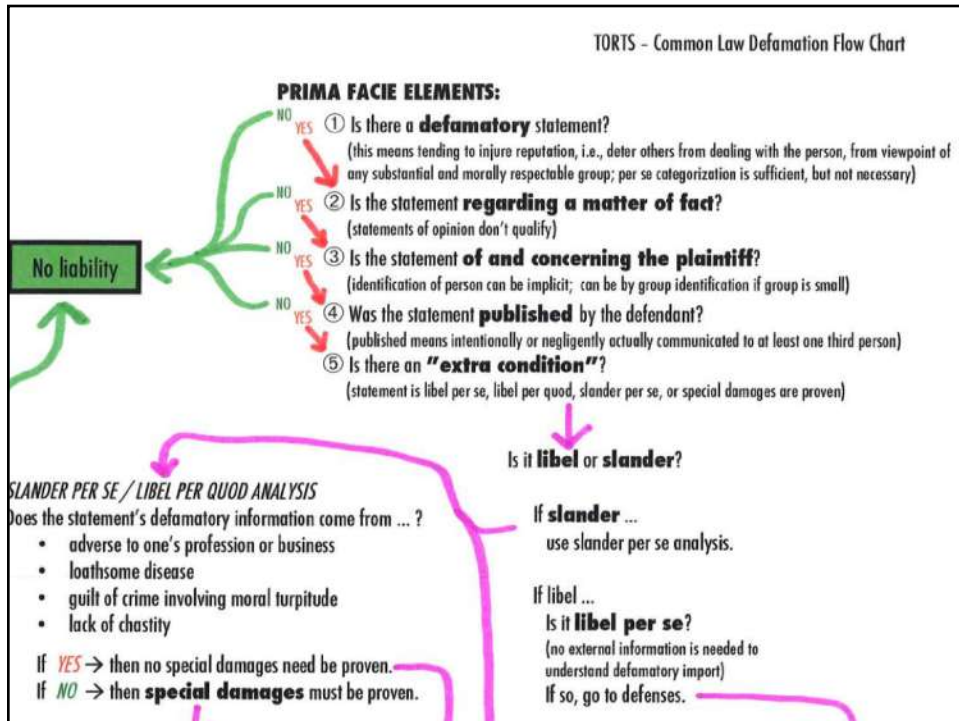 TORTS - Common Law Defamation Flow Chart
PRIMA FACIE ELEMENTS:
NO
YES ① Is there a defamatory statement?
(this means tending to injure reputation, i.e., deter others from dealing with the person, from viewpoint of
any substantial and morally respectable group; per se categorization is sufficient, but not necessary)
NO
YES ② Is the statement regarding a matter of fact?
(statements of opinion don't qualify)
NO
YES ③ Is the statement of and concerning the plaintiff?
(identification of person can be implicit; can be by group identification if group is small)
NO
YES ④ Was the statement published by the defendant?
(published means intentionally or negligently actually communicated to at least one third person)
⑤ Is there an "extra condition"?
(statement is libel per se, libel per quod, slander per se, or special damages are proven)
No liability
Is it libel or slander?
If slander ...
use slander per se analysis.
If libel ...
Is it libel per se?
(no external information is needed to
understand defamatory import)
If so, go to defenses.
SLANDER PER SE / LIBEL PER QUOD ANALYSIS
Does the statement's defamatory information come from ... ?
• adverse to one's profession or business
• loathsome disease
• guilt of crime involving moral turpitude
• lack of chastity
If YES → then no special damages need be proven.
If NO → then special damages must be proven.